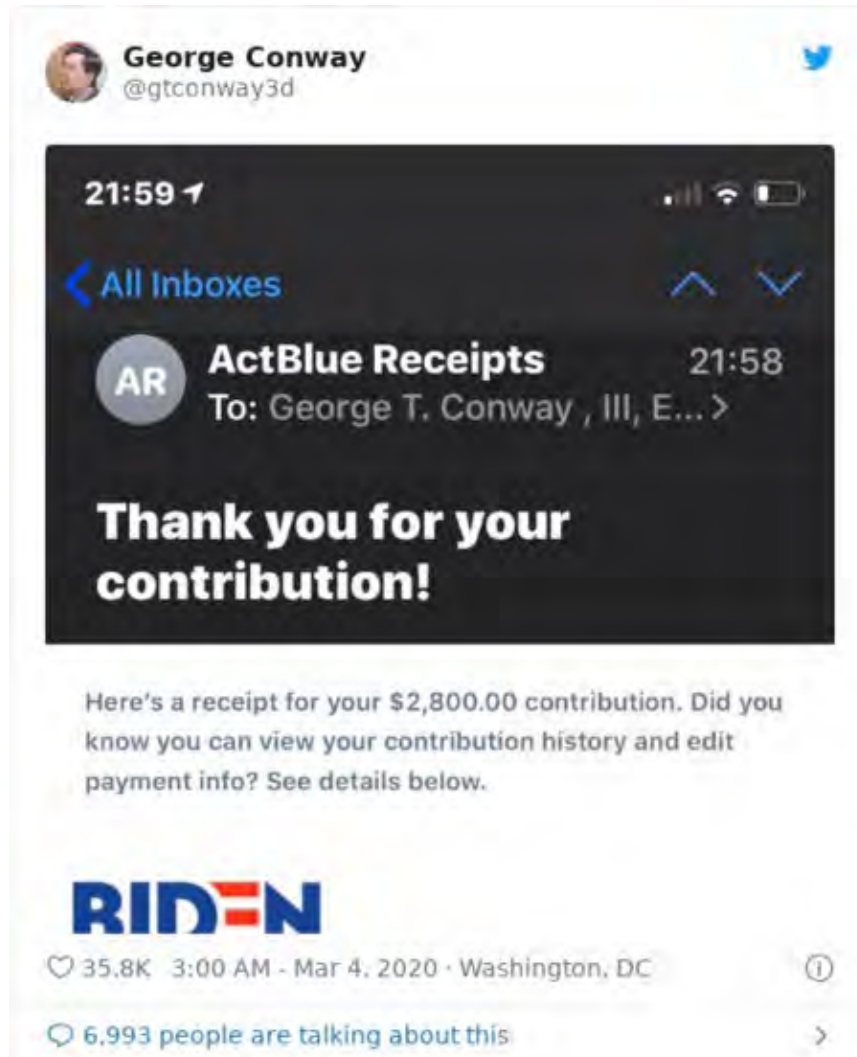 George Conway
@gtconway3d
21:59
All Inboxes
AR
ActBlue Receipts 21:58
To: George T. Conway , III, E... >
Thank you for your
contribution!
Here's a receipt for your $2,800.00 contribution. Did you
know you can view your contribution history and edit
payment info? See details below.
BIDEN
35.8K 3:00 AM - Mar 4, 2020 · Washington, DC
6,993 people are talking about this